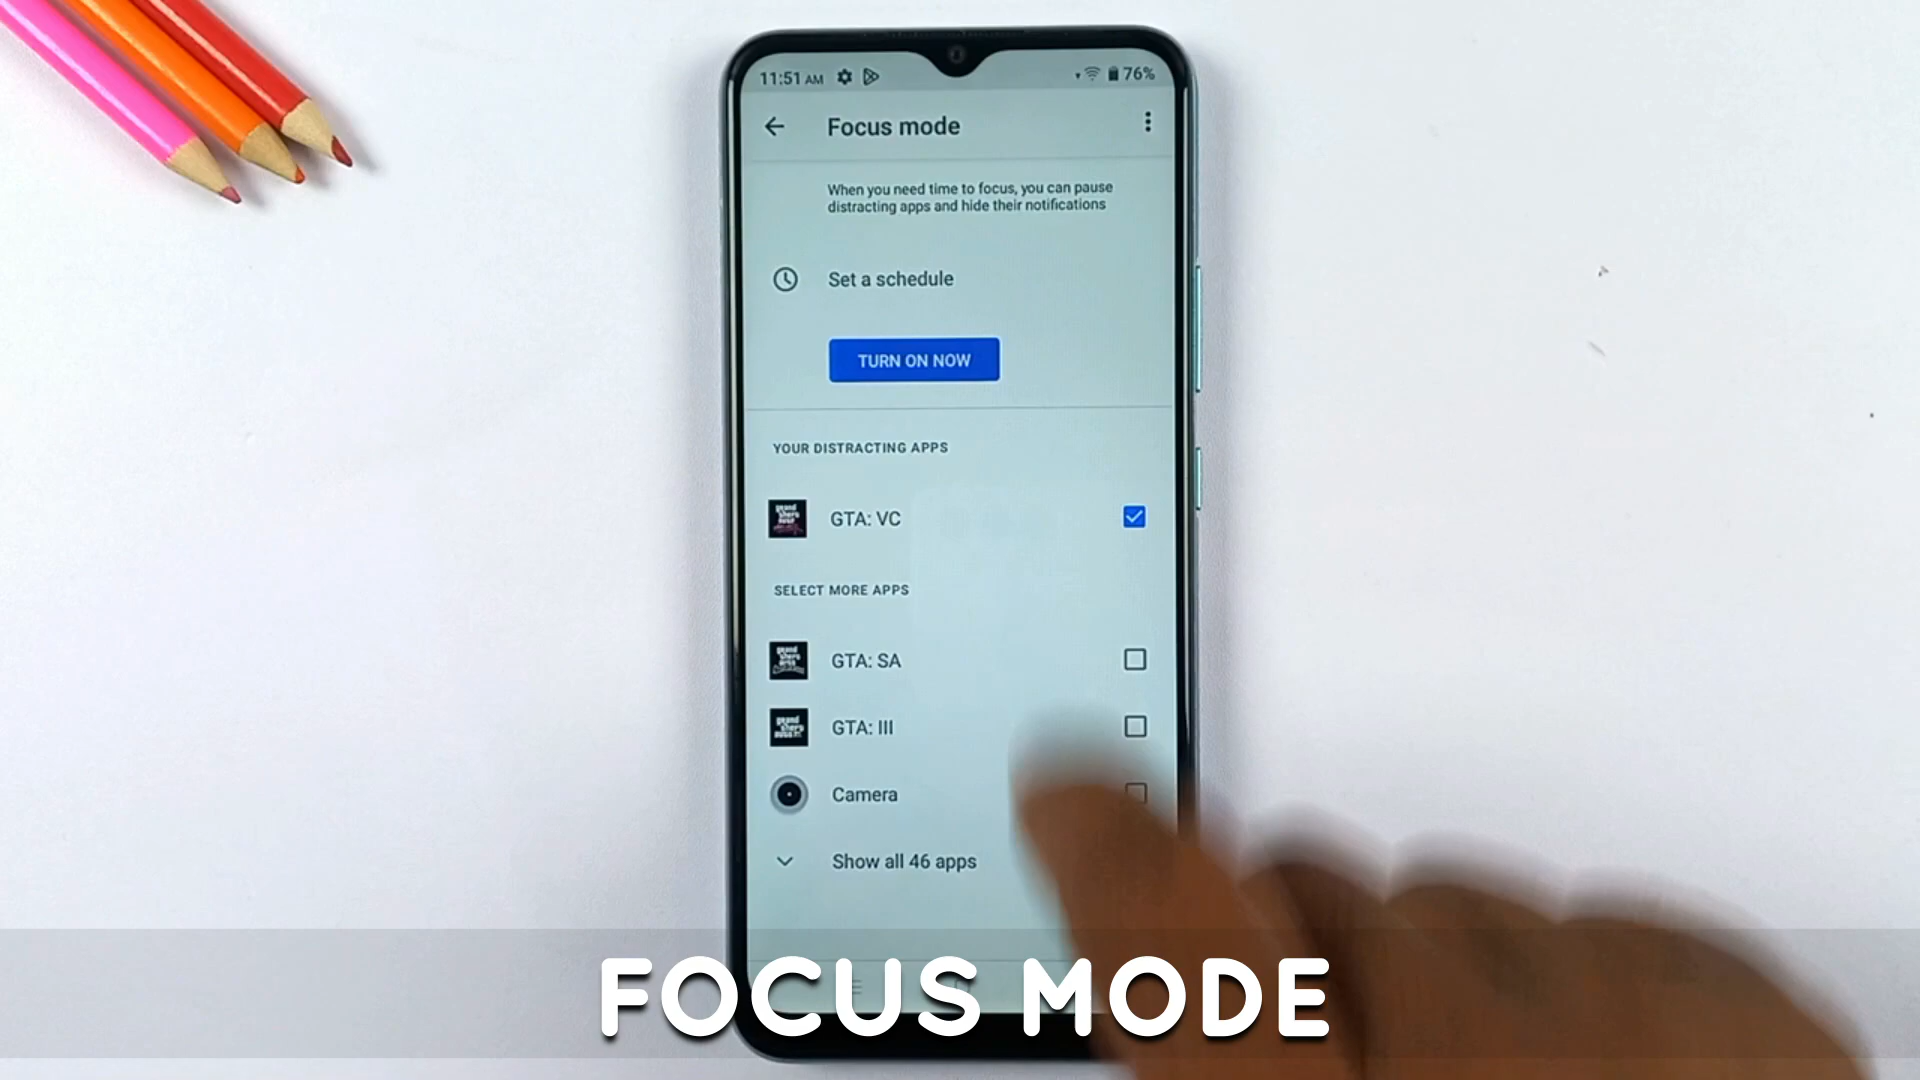 11:51 AM
76%
Focus mode
When you need time to focus, you can pause
distracting apps and hide their notifications
Set a schedule
TURN ON NOW
YOUR DISTRACTING APPS
GTA: VC
SELECT MORE APPS
GTA: SA
GTA: III
Camera
Show all 46 apps
FOCUS MODE